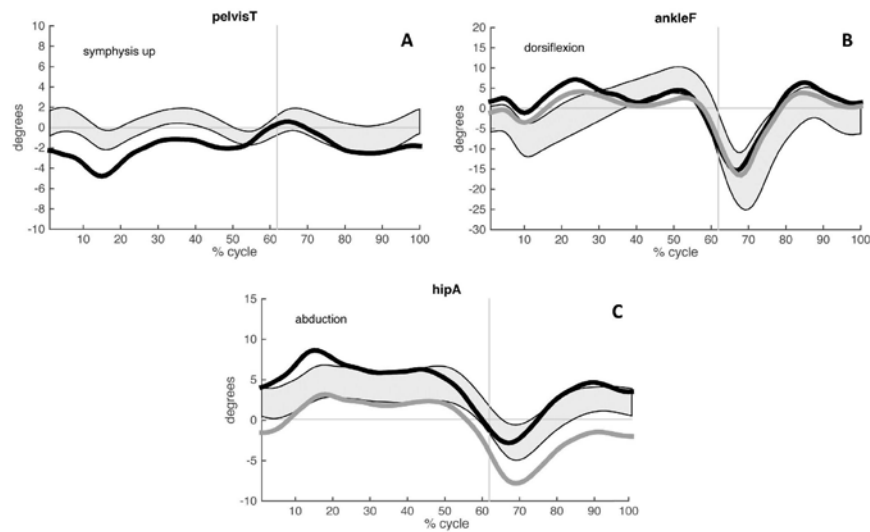 pelvisT
A
symphysis up
degrees
10
8
6
4
2
0
-2
-4
-6
-8
-10
10 20 30 40 50 60 70 80 90 100
% cycle
ankleF
B
dorsiflexion
degrees
20
15
10
5
0
-5
-10
-15
-20
-25
-30
10 20 30 40 50 60 70 80 90 100
% cycle
hipA
C
abduction
degrees
15
10
5
0
-5
-10
10 20 30 40 50 60 70 80 90 100
% cycle